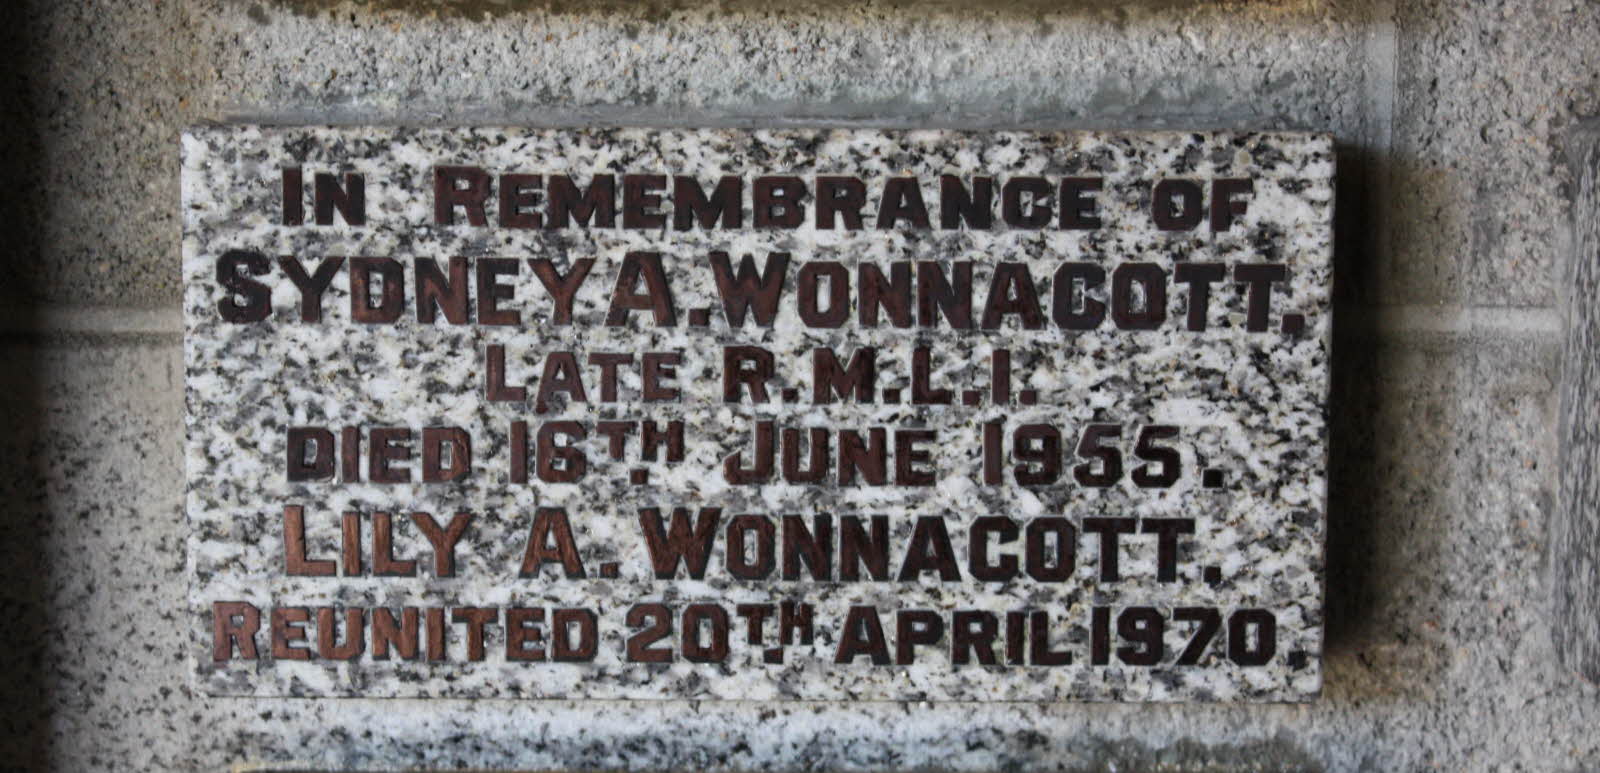 IN REMEMBRANCE OF
SYDNEY A. WONNACOTT,
LATE R.M.L.I.
DIED 16TH. JUNE 1955.
LILY A. WONNACOTT,
REUNITED 20TH. APRIL 1970,